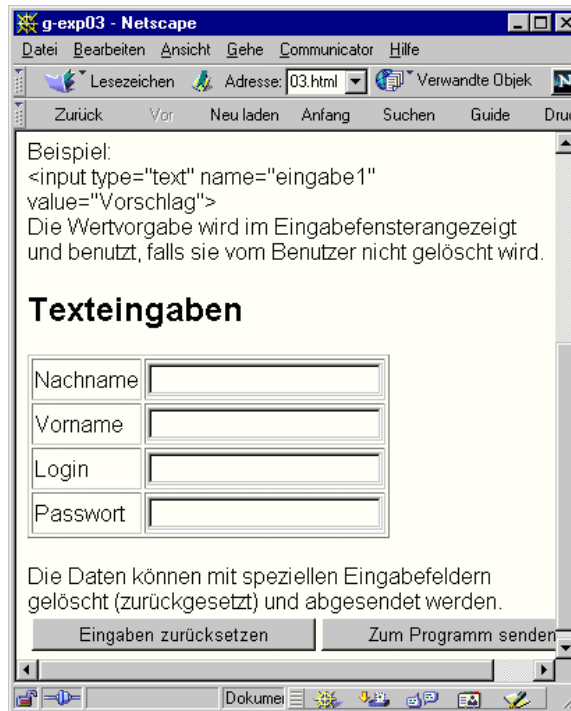 g-exp03 - Netscape
Datei Bearbeiten Ansicht Gehe Communicator Hilfe
Lesezeichen Adresse: 03.html Verwandte Objek N
Zurück Vor Neu laden Anfang Suchen Guide Druc
Beispiel:
<input type="text" name="eingabe1"
value="Vorschlag">
Die Wertvorgabe wird im Eingabefensterangezeigt
und benutzt, falls sie vom Benutzer nicht gelöscht wird.
Texteingaben
Nachname
Vorname
Login
Passwort
Die Daten können mit speziellen Eingabefeldern
gelöscht (zurückgesetzt) und abgesendet werden.
Eingaben zurücksetzen Zum Programm senden
Dokume